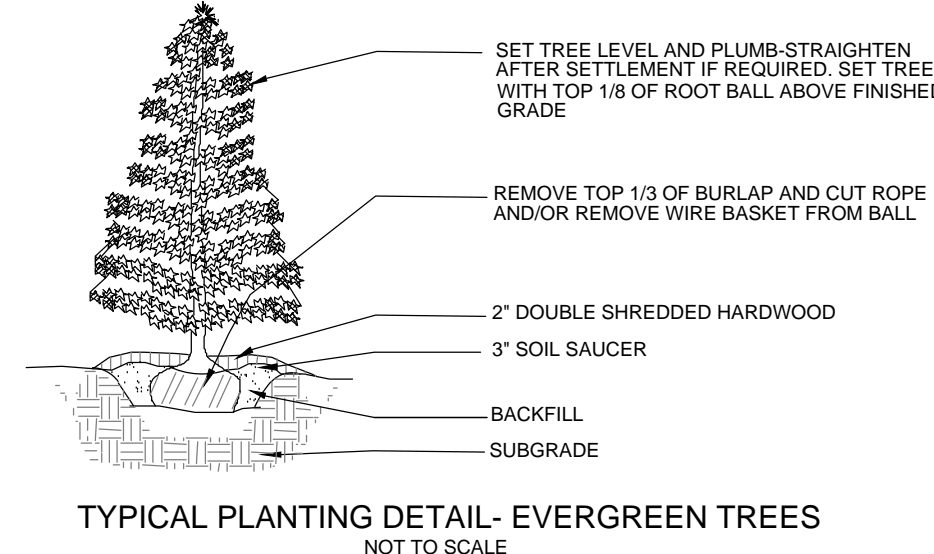 SET TREE LEVEL AND PLUMB-STRAIGHTEN
AFTER SETTLEMENT IF REQUIRED. SET TREE
WITH TOP 1/8 OF ROOT BALL ABOVE FINISHED
GRADE
REMOVE TOP 1/3 OF BURLAP AND CUT ROPE
AND/OR REMOVE WIRE BASKET FROM BALL
2" DOUBLE SHREDDED HARDWOOD
3" SOIL SAUCER
BACKFILL
SUBGRADE
TYPICAL PLANTING DETAIL- EVERGREEN TREES
NOT TO SCALE